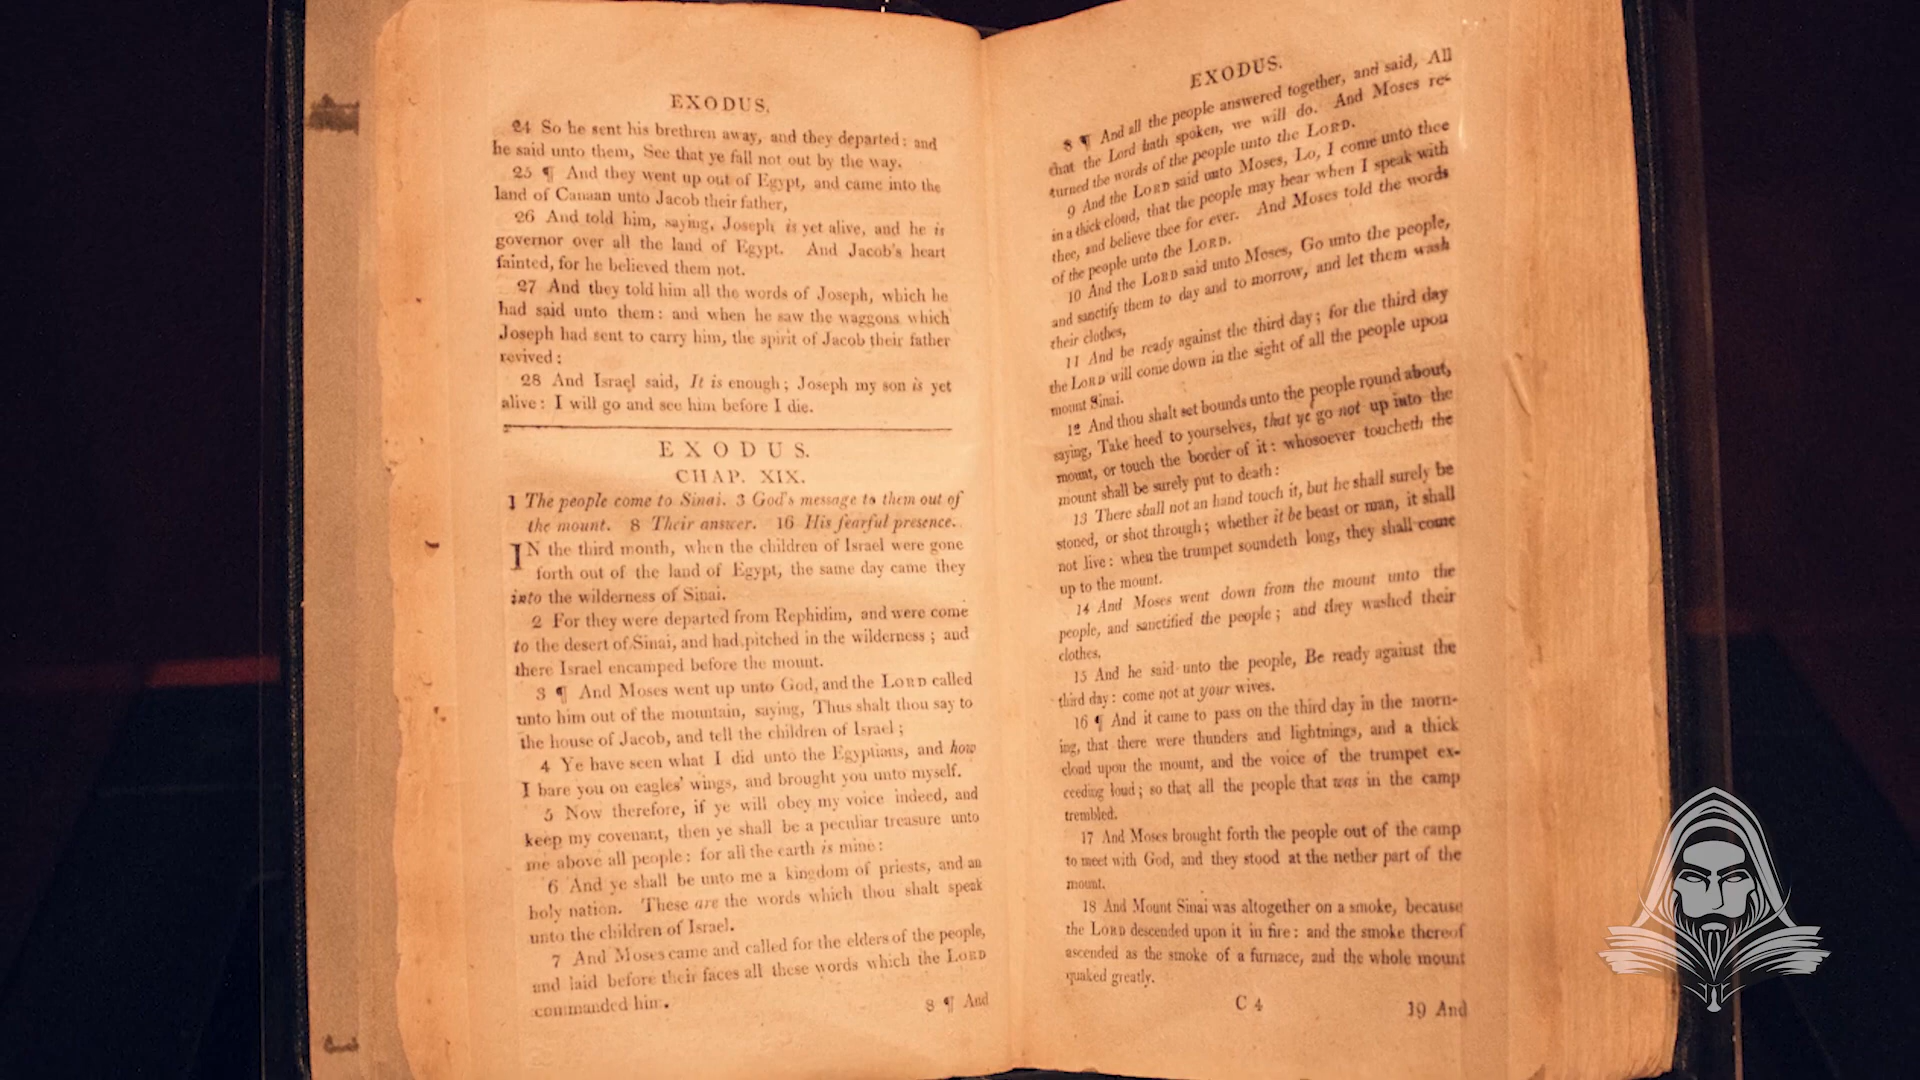 EXODUS.
24 So he sent his brethren away, and they departed: and
he said unto them, See that ye fall not out by the way.
25 ¶ And they went up out of Egypt, and came into the
land of Canaan unto Jacob their father,
26 And told him, saying, Joseph is yet alive, and he is
governor over all the land of Egypt. And Jacob's heart
fainted, for he believed them not.
27 And they told him all the words of Joseph, which he
had said unto them: and when he saw the waggons which
Joseph had sent to carry him, the spirit of Jacob their father
revived:
28 And Israel said, It is enough; Joseph my son is yet
alive: I will go and see him before I die.
EXODUS.
CHAP. XIX.
1 The people come to Sinai. 3 God's message to them out of
the mount. 8 Their answer. 16 His fearful presence.
IN the third month, when the children of Israel were gone
forth out of the land of Egypt, the same day came they
into the wilderness of Sinai.
2 For they were departed from Rephidim, and were come
to the desert of Sinai, and had pitched in the wilderness; and
there Israel encamped before the mount.
3 ¶ And Moses went up unto God, and the LORD called
unto him out of the mountain, saying, Thus shalt thou say to
the house of Jacob, and tell the children of Israel;
4 Ye have seen what I did unto the Egyptians, and how
I bare you on eagles' wings, and brought you unto myself.
5 Now therefore, if ye will obey my voice indeed, and
keep my covenant, then ye shall be a peculiar treasure unto
me above all people: for all the earth is mine:
6 And ye shall be unto me a kingdom of priests, and an
holy nation. These are the words which thou shalt speak
unto the children of Israel.
7 And Moses came and called for the elders of the people,
and laid before their faces all these words which the LORD
commanded him.
8 ¶ And
EXODUS.
8 ¶ And all the people answered together, and said, All
that the Lord hath spoken, we will do. And Moses re-
turned the words of the people unto the LORD.
9 And the LORD said unto Moses, Lo, I come unto thee
in a thick cloud, that the people may hear when I speak with
thee, and believe thee for ever. And Moses told the words
of the people unto the LORD.
10 And the LORD said unto Moses, Go unto the people,
and sanctify them to day and to morrow, and let them wash
their clothes,
11 And be ready against the third day; for the third day
the LORD will come down in the sight of all the people upon
mount Sinai.
12 And thou shalt set bounds unto the people round about,
saying, Take heed to yourselves, that ye go not up into the
mount, or touch the border of it: whosoever toucheth the
mount shall be surely put to death:
13 There shall not an hand touch it, but he shall surely be
stoned, or shot through; whether it be beast or man, it shall
not live: when the trumpet soundeth long, they shall come
up to the mount.
14 And Moses went down from the mount unto the
people, and sanctified the people; and they washed their
clothes.
15 And he said unto the people, Be ready against the
third day: come not at your wives.
16 ¶ And it came to pass on the third day in the morn-
ing, that there were thunders and lightnings, and a thick
cloud upon the mount, and the voice of the trumpet ex-
ceeding loud; so that all the people that was in the camp
trembled.
17 And Moses brought forth the people out of the camp
to meet with God, and they stood at the nether part of the
mount.
18 And Mount Sinai was altogether on a smoke, because
the LORD descended upon it in fire: and the smoke thereof
ascended as the smoke of a furnace, and the whole mount
quaked greatly.
C 4
19 And